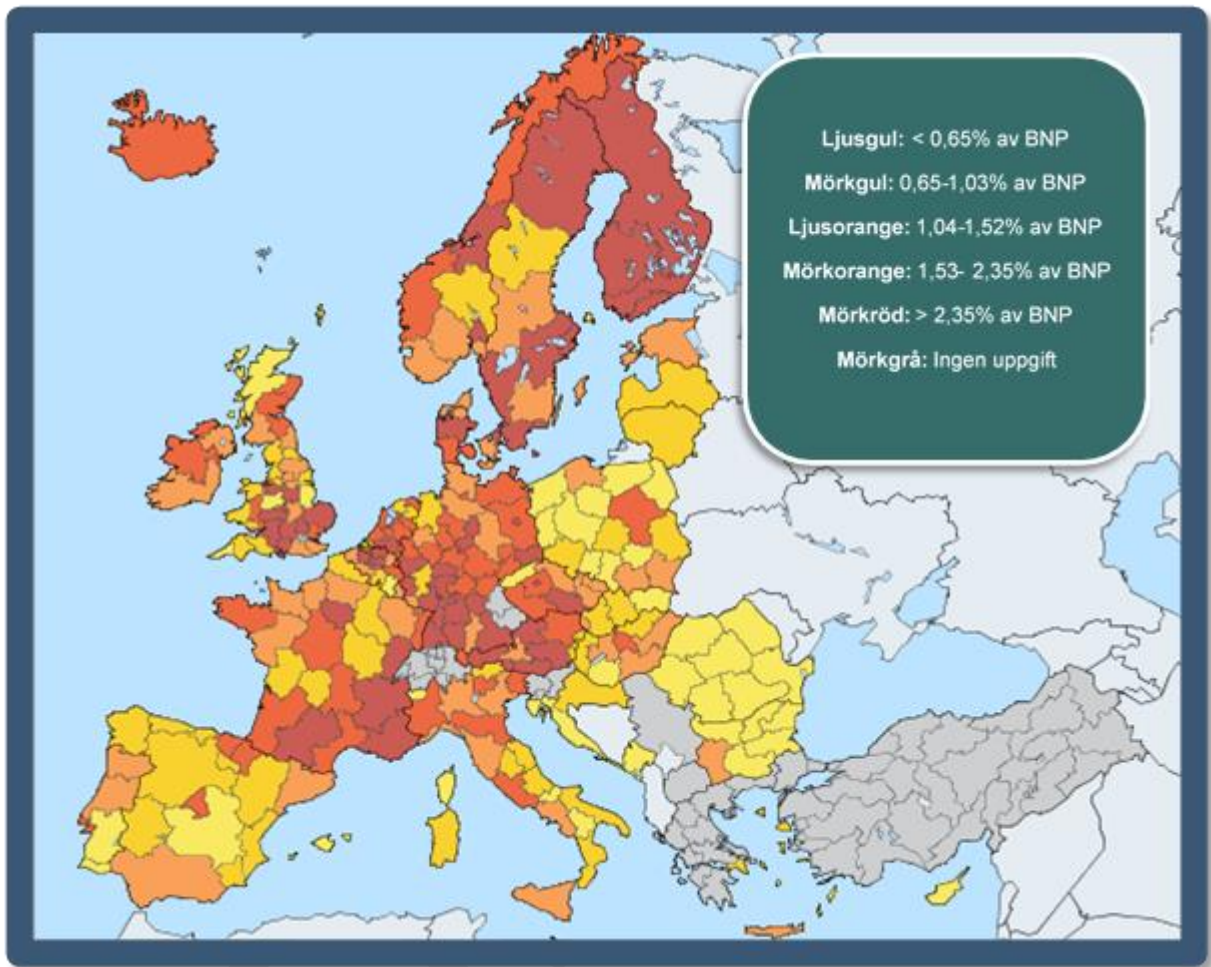 Ljusgul: < 0,65% av BNP
Mörkgul: 0,65-1,03% av BNP
Ljusorange: 1,04-1,52% av BNP
Mörkorange: 1,53- 2,35% av BNP
Mörkröd: > 2,35% av BNP
Mörkgrå: Ingen uppgift